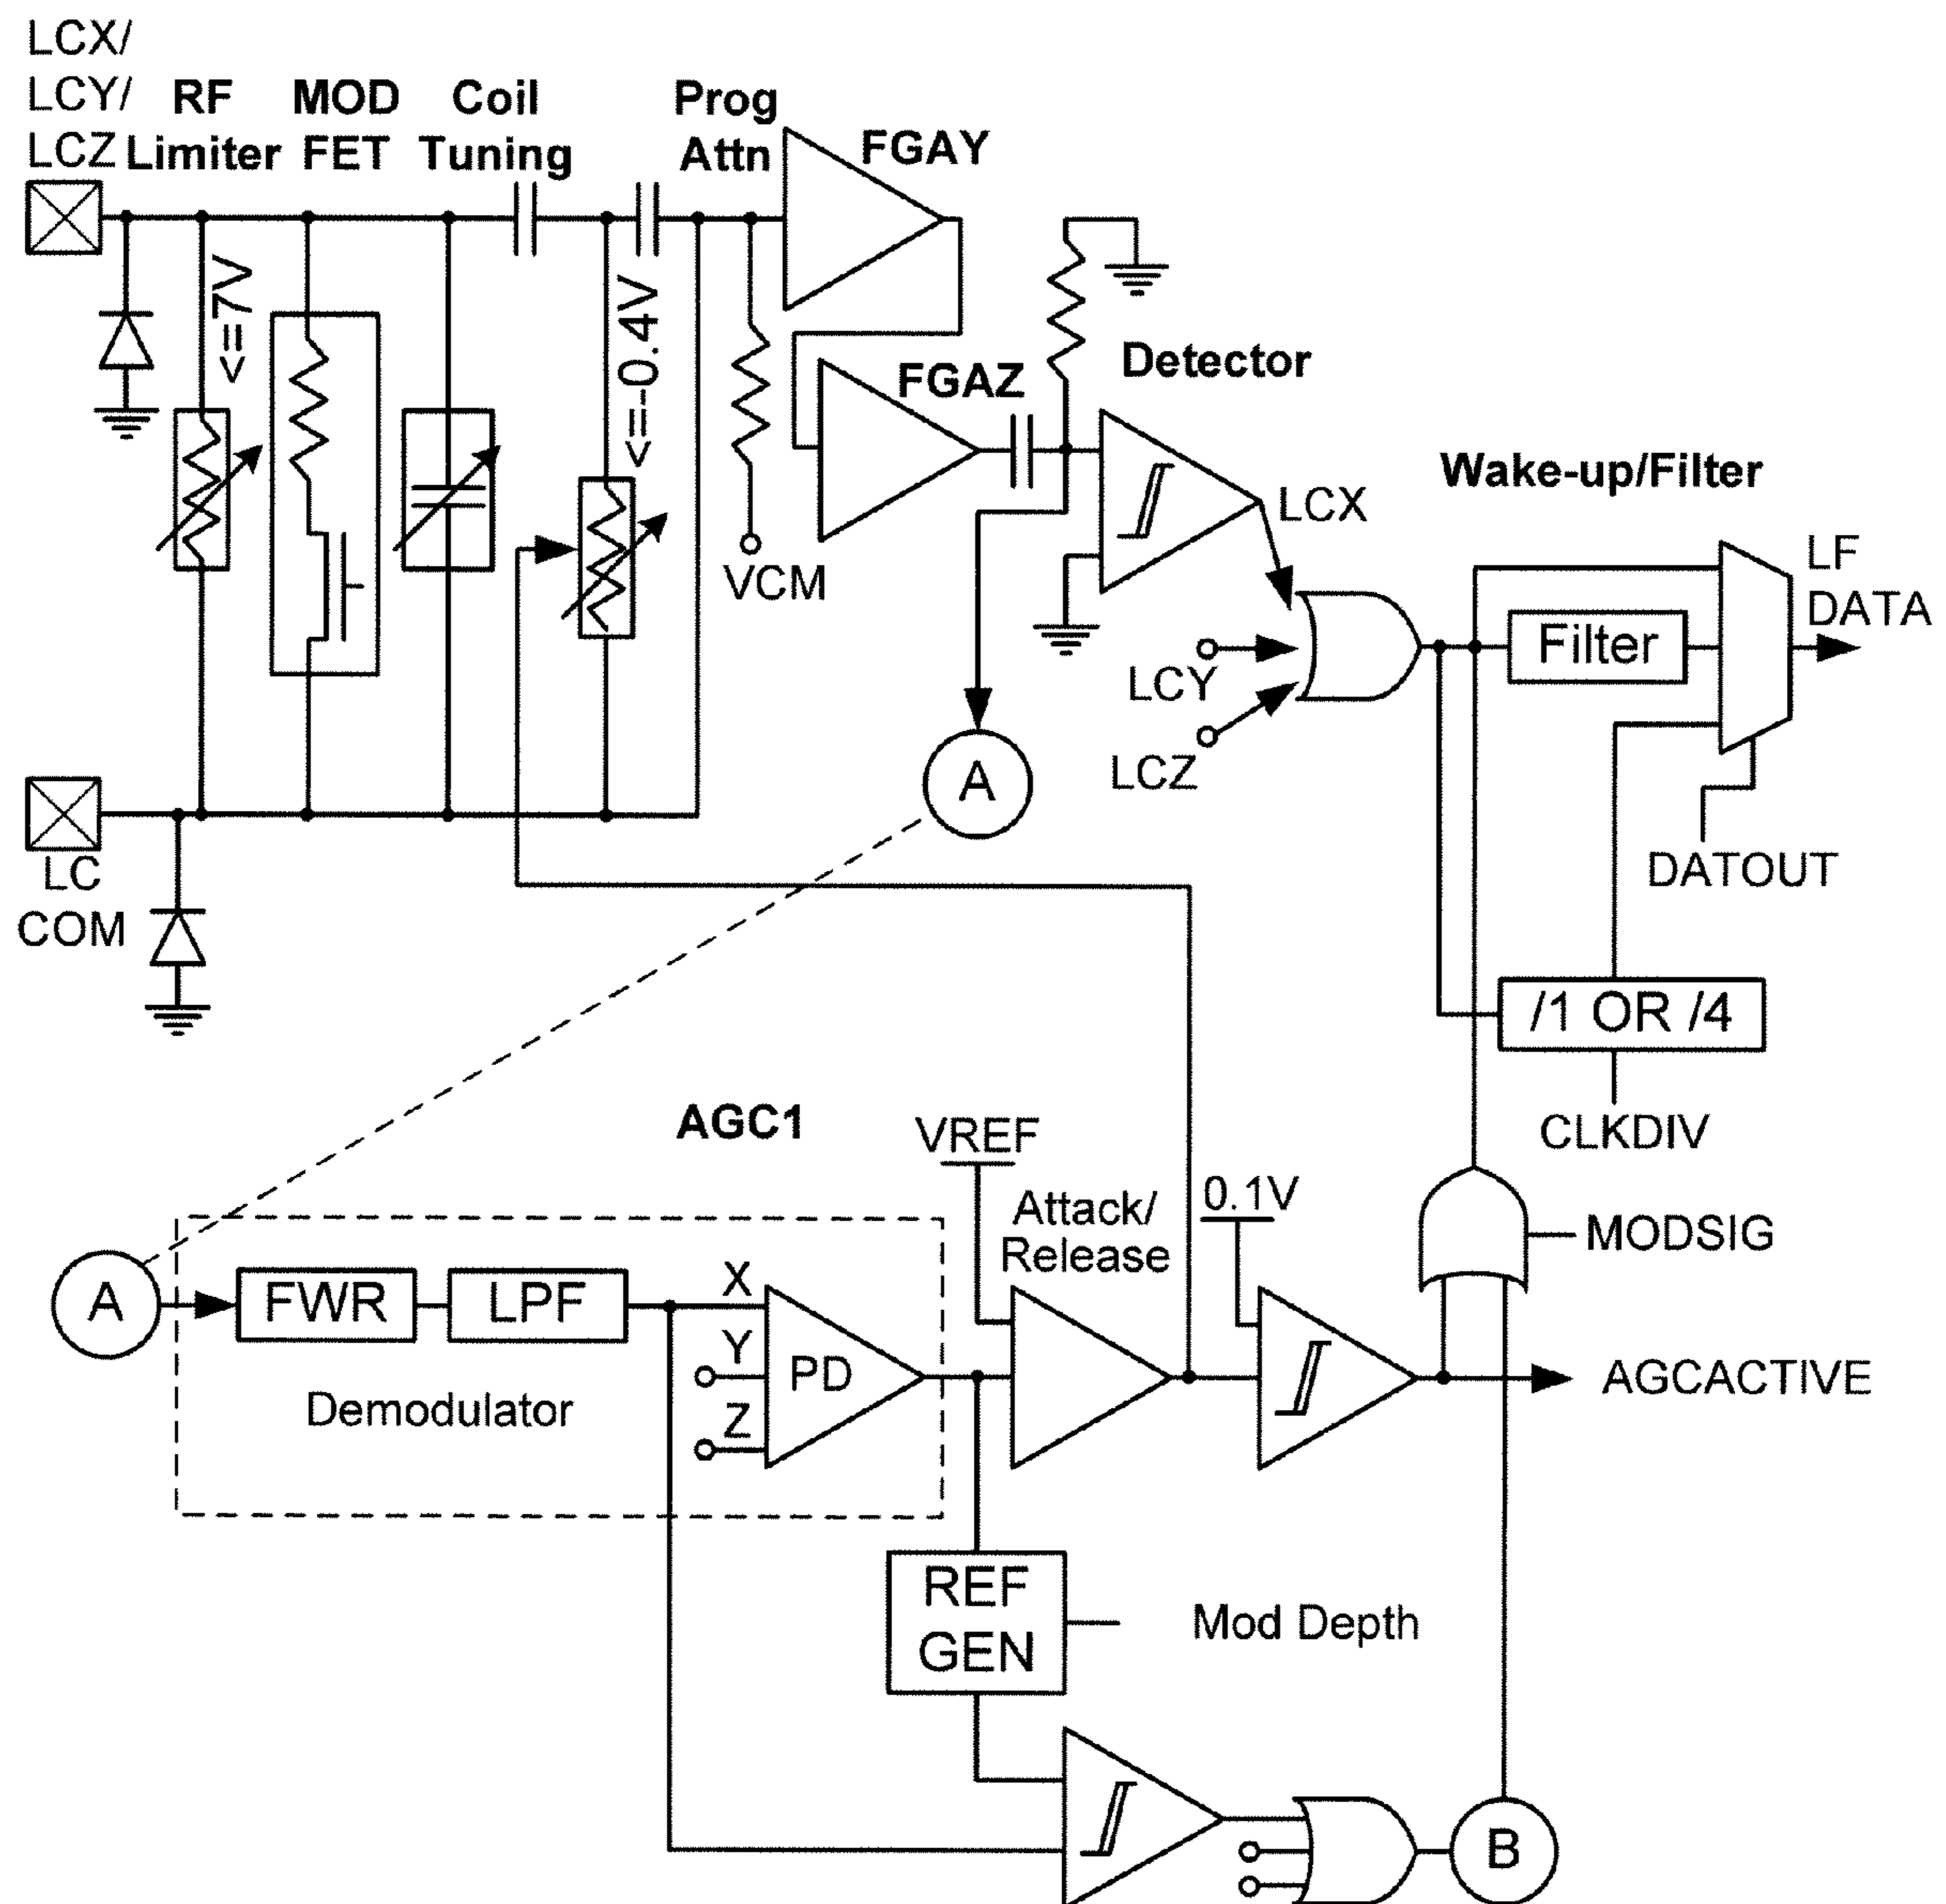 LCX/
LCY/
LCZ
RF
Limiter
MOD
FET
Coil
Tuning
Prog
Attn
FGAY
<=7V
<=-0.4V
VCM
FGAZ
Detector
LCX
LCY
LCZ
Wake-up/Filter
LF
DATA
Filter
DATOUT
A
LC
COM
/1 OR /4
CLKDIV
AGC1
VREF
Attack/
Release
0.1V
MODSIG
A
FWR
LPF
X
Y
Z
PD
Demodulator
AGCACTIVE
REF
GEN
Mod Depth
B